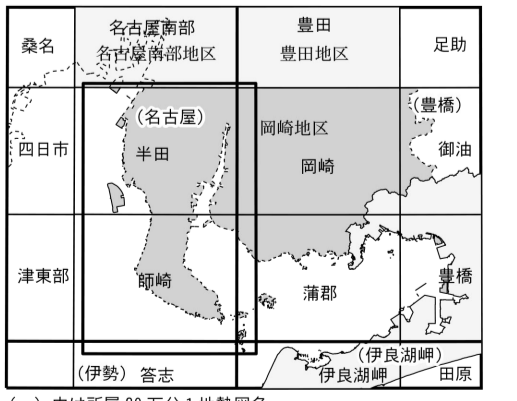 桑名 名古屋南部 豊田 足助
名古屋南部地区 豊田地区
四日市 (名古屋) 半田 岡崎地区 岡崎 (豊橋) 御油
津東部 師崎 蒲郡 豊橋
(伊勢) 答志 (伊良湖岬) 伊良湖岬 田原